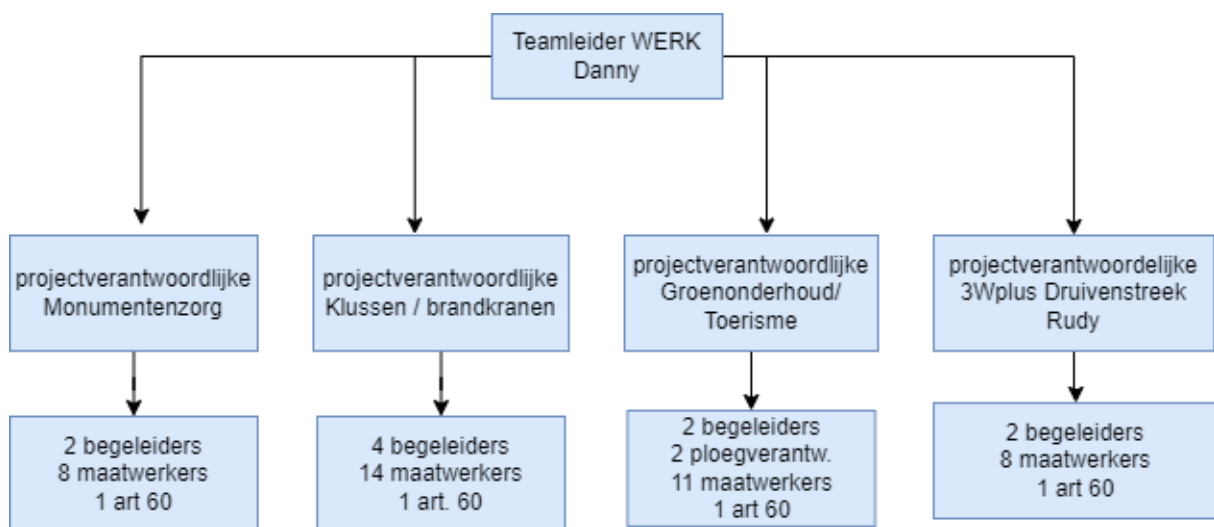 Teamleider WERK
Danny
projectverantwoordlijke
Monumentenzorg
projectverantwoordlijke
Klussen / brandkranen
projectverantwoordlijke
Groenonderhoud/
Toerisme
projectverantwoordelijke
3Wplus Druivenstreek
Rudy
2 begeleiders
8 maatwerkers
1 art 60
4 begeleiders
14 maatwerkers
1 art. 60
2 begeleiders
2 ploegverantw.
11 maatwerkers
1 art 60
2 begeleiders
8 maatwerkers
1 art 60